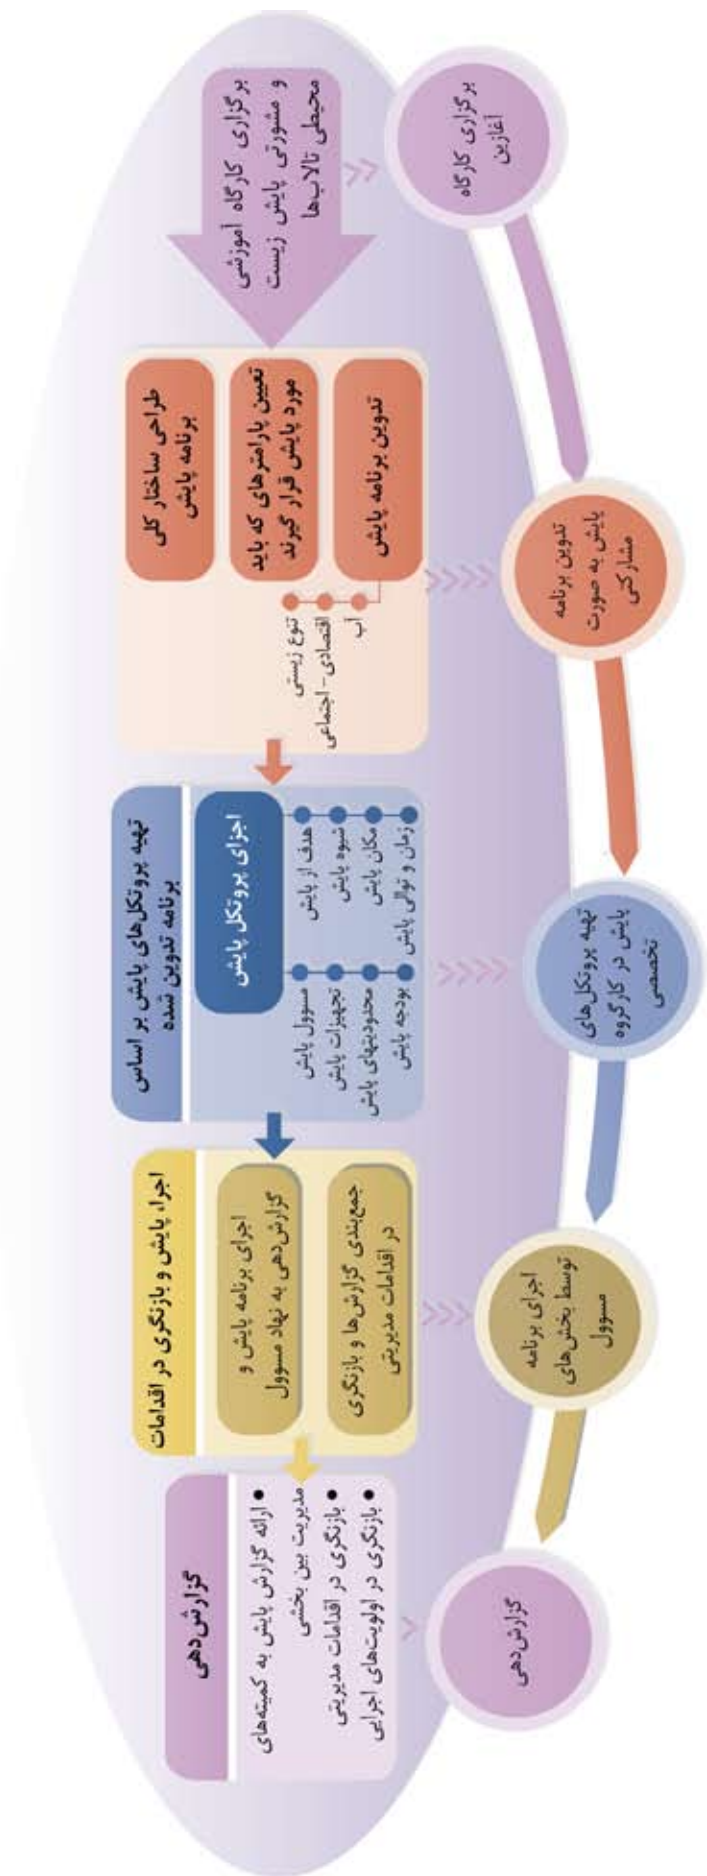 برگزاری کارگاه آموزشی
و مشورتی پایش زیست
محیطی تالاب‌ها
برگزاری کارگاه
آغازین
طراحی ساختار کلی
برنامه پایش
تعیین پارامترهای که باید
مورد پایش قرار گیرند
تدوین برنامه پایش
تنوع زیستی
اقتصادی - اجتماعی
آب
تدوین برنامه
پایش به صورت
مشارکتی
تهیه پروتکل‌های پایش بر اساس
برنامه تدوین شده
اجزای پروتکل پایش
هدف از پایش
شیوه پایش
مکان پایش
زمان و توالی پایش
مسوول پایش
تجهیزات پایش
محدودیتهای پایش
بودجه پایش
تهیه پروتکل‌های
پایش در کارگروه
تخصصی
اجرا، پایش و بازنگری در اقدامات
اجرای برنامه پایش و
گزارش‌دهی به نهاد مسوول
جمع‌بندی گزارش‌ها و بازنگری
در اقدامات مدیریتی
اجرای برنامه
توسط بخش‌های
مسوول
گزارش‌دهی
• ارائه گزارش پایش به کمیته‌های
مدیریت بین بخشی
• بازنگری در اقدامات مدیریتی
• بازنگری در اولویت‌های اجرایی
گزارش‌دهی